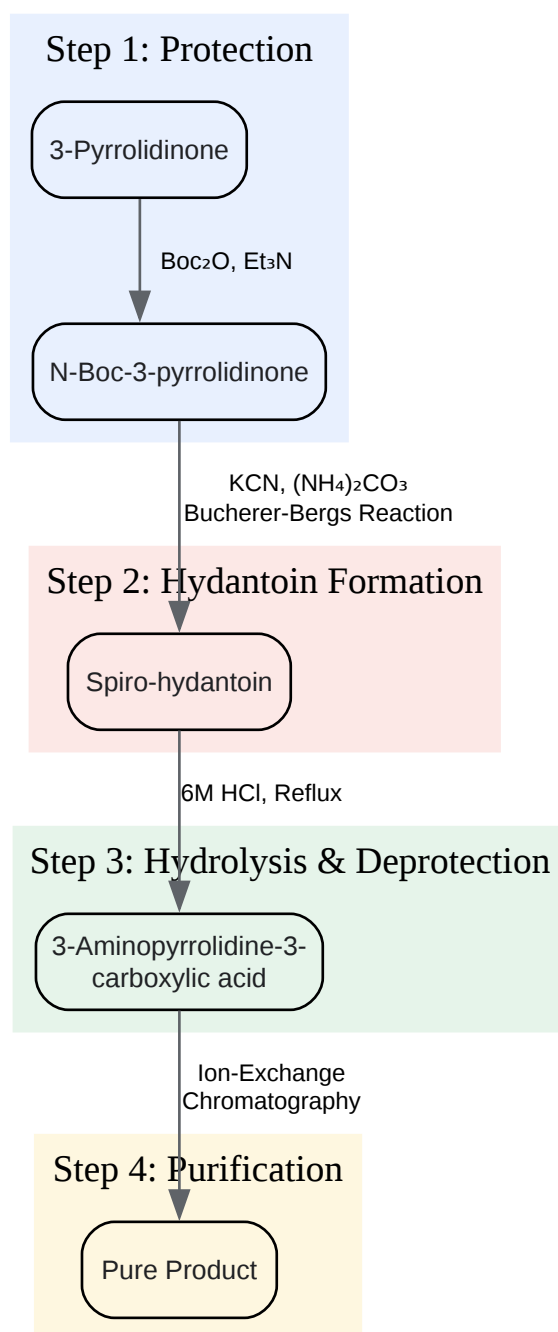 Step 1: Protection
3-Pyrrolidinone
Boc₂O, Et₃N
N-Boc-3-pyrrolidinone
KCN, (NH₄)₂CO₃
Bucherer-Bergs Reaction
Step 2: Hydantoin Formation
Spiro-hydantoin
6M HCl, Reflux
Step 3: Hydrolysis & Deprotection
3-Aminopyrrolidine-3-
carboxylic acid
Ion-Exchange
Chromatography
Step 4: Purification
Pure Product